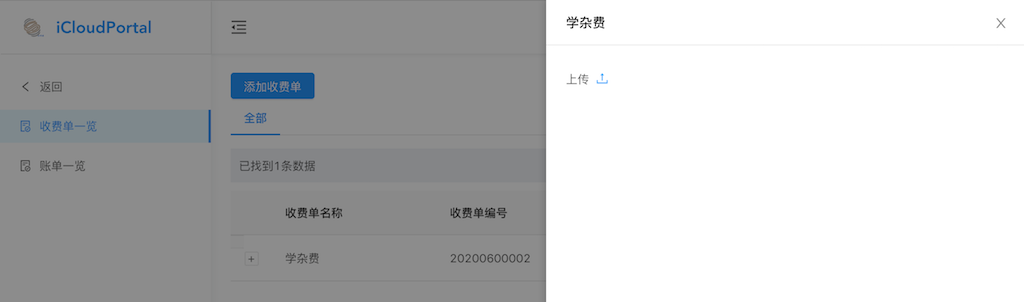 iCloudPortal
返回
收费单一览
账单一览
添加收费单
全部
已找到1条数据
收费单名称 收费单编号
学杂费 20200600002
学杂费
上传